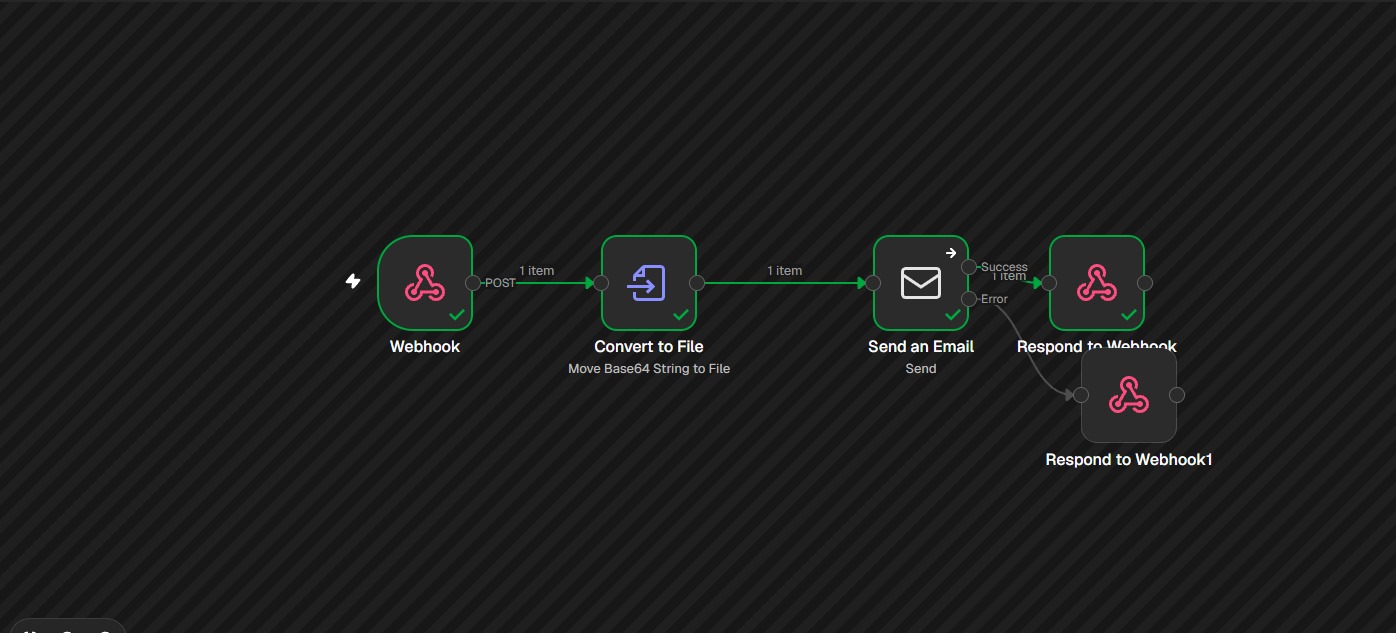 POST
1 item
1 item
Success
1 item
Error
Webhook
Convert to File
Move Base64 String to File
Send an Email
Send
Respond to Webhook
Respond to Webhook1